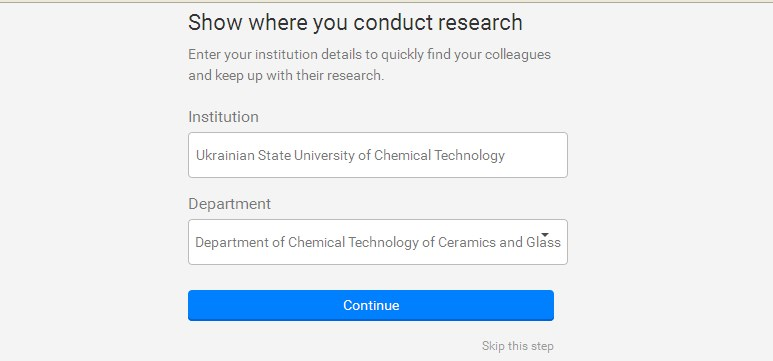 Show where you conduct research
Enter your institution details to quickly find your colleagues
and keep up with their research.
Institution
Ukrainian State University of Chemical Technology
Department
Department of Chemical Technology of Ceramics and Glass
Continue
Skip this step